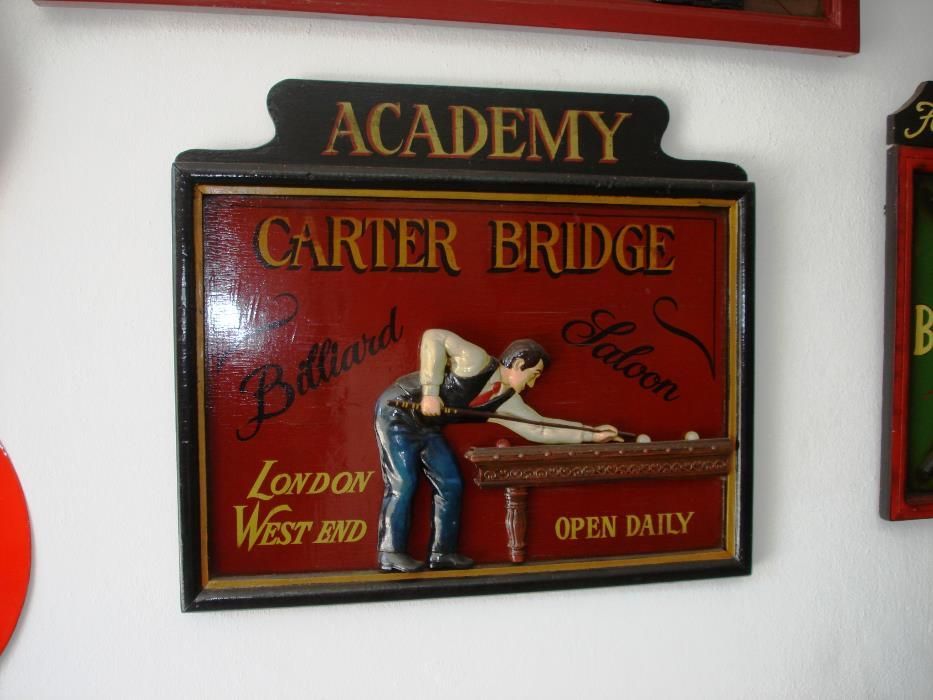 ACADEMY
CARTER BRIDGE
Billiard Saloon
LONDON
WEST END
OPEN DAILY